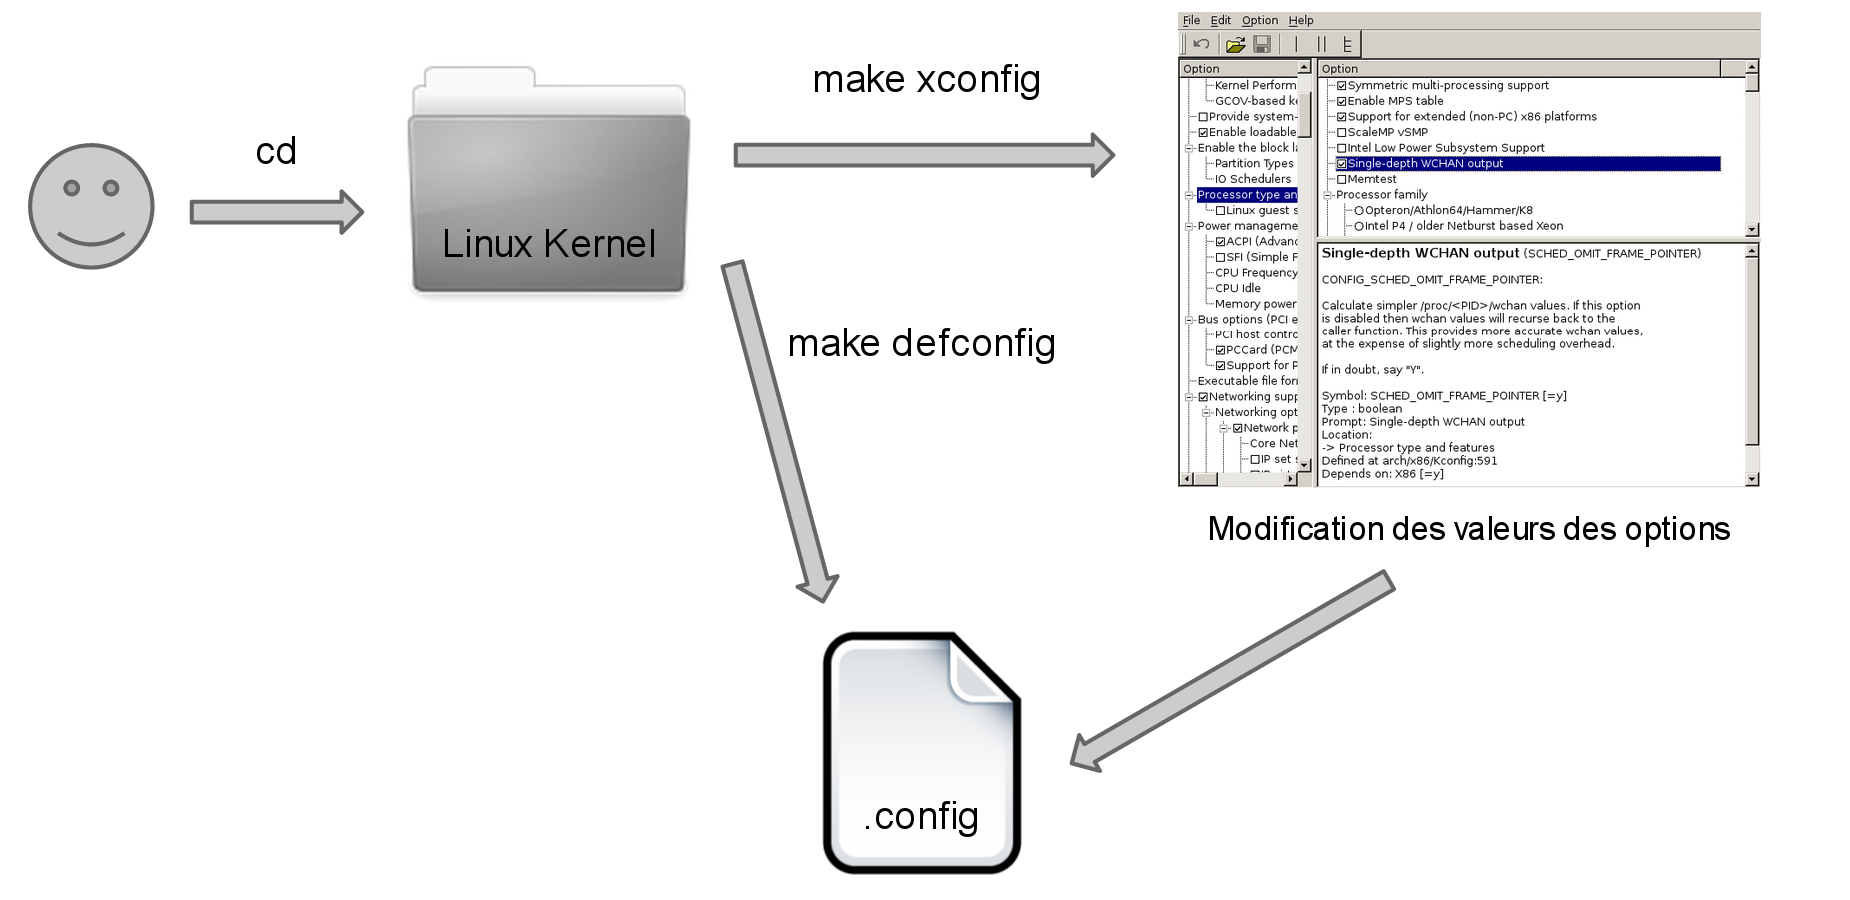 cd
Linux Kernel
make xconfig
make defconfig
File Edit Option Help
Option
Kernel Perform
GCOV-based ke
Provide system-
Enable loadable
Enable the block la
Partition Types
IO Schedulers
Processor type an
Linux guest s
Power manageme
ACPI (Advanc
SFI (Simple F
CPU Frequency
CPU Idle
Memory power
Bus options (PCI e
PCI host contro
PCCard (PCM
Support for P
Executable file for
Networking supp
Networking opt
Network p
Core Net
IP set s
Option
Symmetric multi-processing support
Enable MPS table
Support for extended (non-PC) x86 platforms
ScaleMP vSMP
Intel Low Power Subsystem Support
Single-depth WCHAN output
Memtest
Processor family
Opteron/Athlon64/Hammer/K8
Intel P4 / older Netburst based Xeon
Single-depth WCHAN output (SCHED_OMIT_FRAME_POINTER)
CONFIG_SCHED_OMIT_FRAME_POINTER:
Calculate simpler /proc/<PID>/wchan values. If this option
is disabled then wchan values will recurse back to the
caller function. This provides more accurate wchan values,
at the expense of slightly more scheduling overhead.
If in doubt, say "Y".
Symbol: SCHED_OMIT_FRAME_POINTER [=y]
Type : boolean
Prompt: Single-depth WCHAN output
Location:
-> Processor type and features
Defined at arch/x86/Kconfig:591
Depends on: X86 [=y]
Modification des valeurs des options
.config